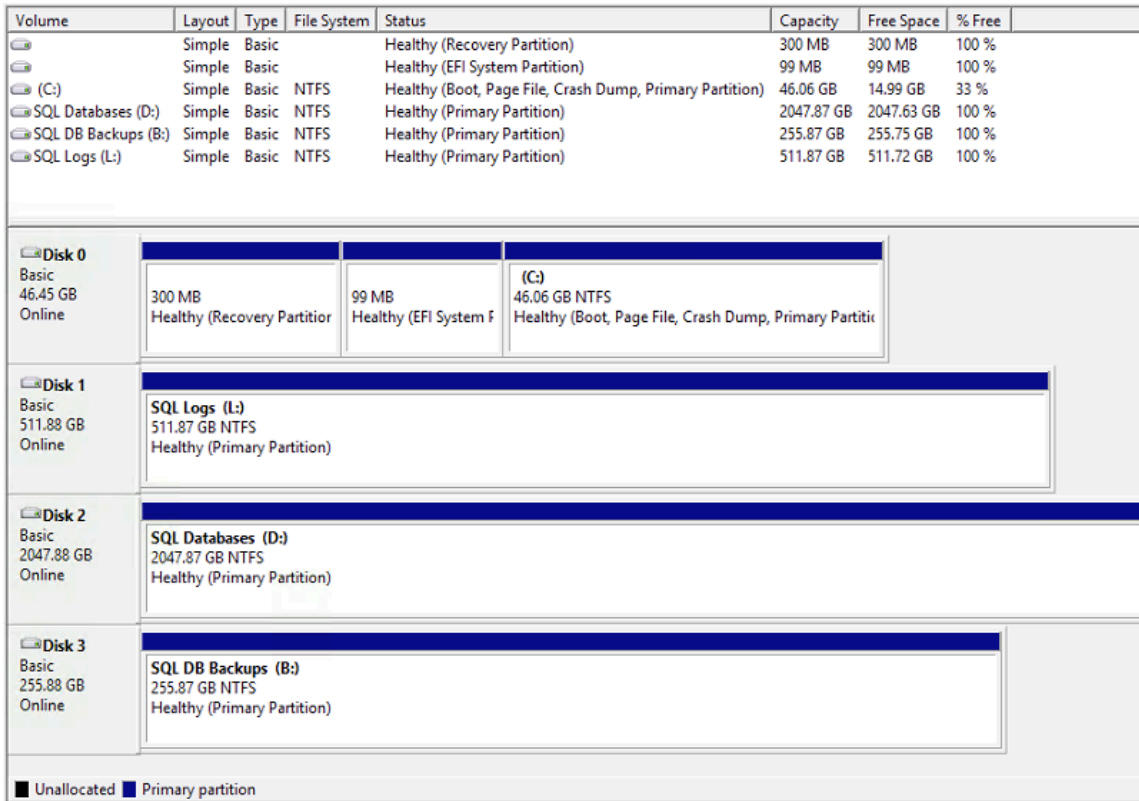 Volume Layout Type File System Status Capacity Free Space % Free
Simple Basic Healthy (Recovery Partition) 300 MB 300 MB 100 %
Simple Basic Healthy (EFI System Partition) 99 MB 99 MB 100 %
(C:) Simple Basic NTFS Healthy (Boot, Page File, Crash Dump, Primary Partition) 46.06 GB 14.99 GB 33 %
SQL Databases (D:) Simple Basic NTFS Healthy (Primary Partition) 2047.87 GB 2047.63 GB 100 %
SQL DB Backups (B:) Simple Basic NTFS Healthy (Primary Partition) 255.87 GB 255.75 GB 100 %
SQL Logs (L:) Simple Basic NTFS Healthy (Primary Partition) 511.87 GB 511.72 GB 100 %
Disk 0
Basic
46.45 GB
Online
300 MB
Healthy (Recovery Partition
99 MB
Healthy (EFI System P
(C:)
46.06 GB NTFS
Healthy (Boot, Page File, Crash Dump, Primary Partitic
Disk 1
Basic
511.88 GB
Online
SQL Logs (L:)
511.87 GB NTFS
Healthy (Primary Partition)
Disk 2
Basic
2047.88 GB
Online
SQL Databases (D:)
2047.87 GB NTFS
Healthy (Primary Partition)
Disk 3
Basic
255.88 GB
Online
SQL DB Backups (B:)
255.87 GB NTFS
Healthy (Primary Partition)
Unallocated Primary partition